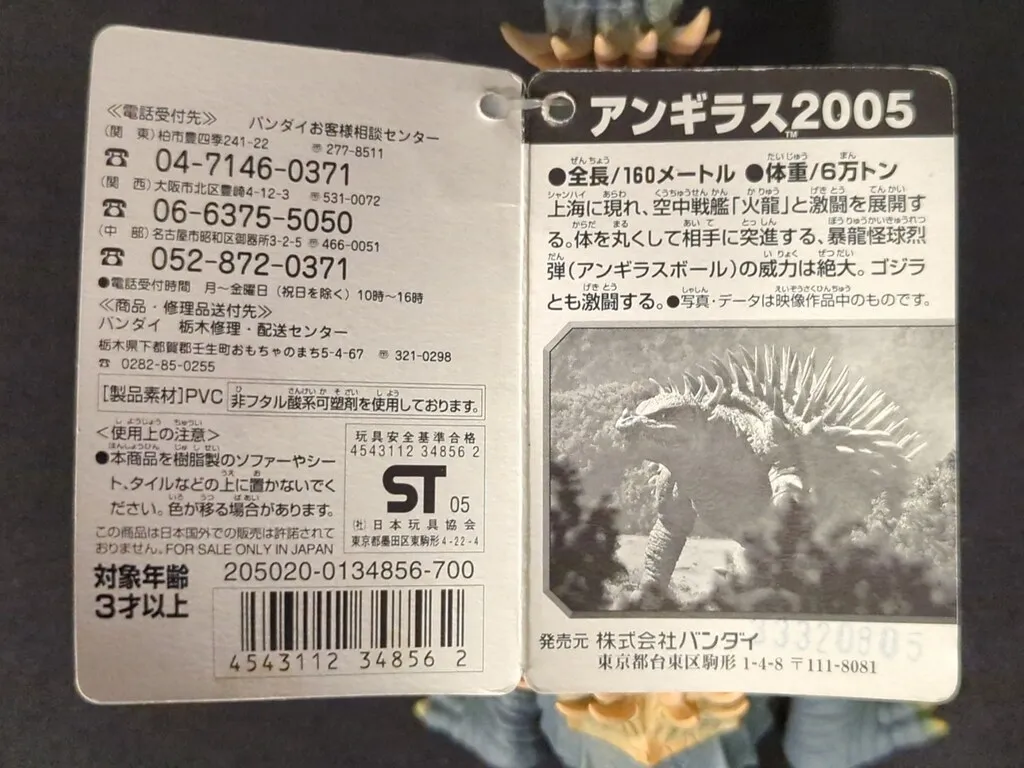 ≪電話受付先≫ バンダイお客様相談センター
(関 東)柏市豊四季241-22 〠277-8511
☎ 04-7146-0371
(関 西)大阪市北区豊崎4-12-3 〠531-0072
☎ 06-6375-5050
(中 部)名古屋市昭和区御器所3-2-5 〠466-0051
☎ 052-872-0371
●電話受付時間 月〜金曜日(祝日を除く)10時〜16時
≪商品・修理品送付先≫
バンダイ 栃木修理・配送センター
栃木県下都賀郡壬生町おもちゃのまち5-4-67 〠321-0298
☎ 0282-85-0255
[製品素材]PVC 非フタル酸系可塑剤を使用しております。
<使用上の注意>
●本商品を樹脂製のソファーやシー
ト、タイルなどの上に置かないでく
ださい。色が移る場合があります。
この商品は日本国外での販売は許諾されて
おりません。FOR SALE ONLY IN JAPAN
対象年齢
3才以上
玩具安全基準合格
4543112 34856 2
ST 05
(社)日本玩具協会
東京都墨田区東駒形4-22-4
205020-0134856-700
4543112 348562
アンギラス™2005
●全長/160メートル ●体重/6万トン
上海に現れ、空中戦艦「火龍」と激闘を展開す
る。体を丸くして相手に突進する、暴龍怪球烈
弾(アンギラスボール)の威力は絶大。ゴジラ
とも激闘する。●写真・データは映像作品中のものです。
発売元 株式会社バンダイ
東京都台東区駒形 1-4-8 〒111-8081